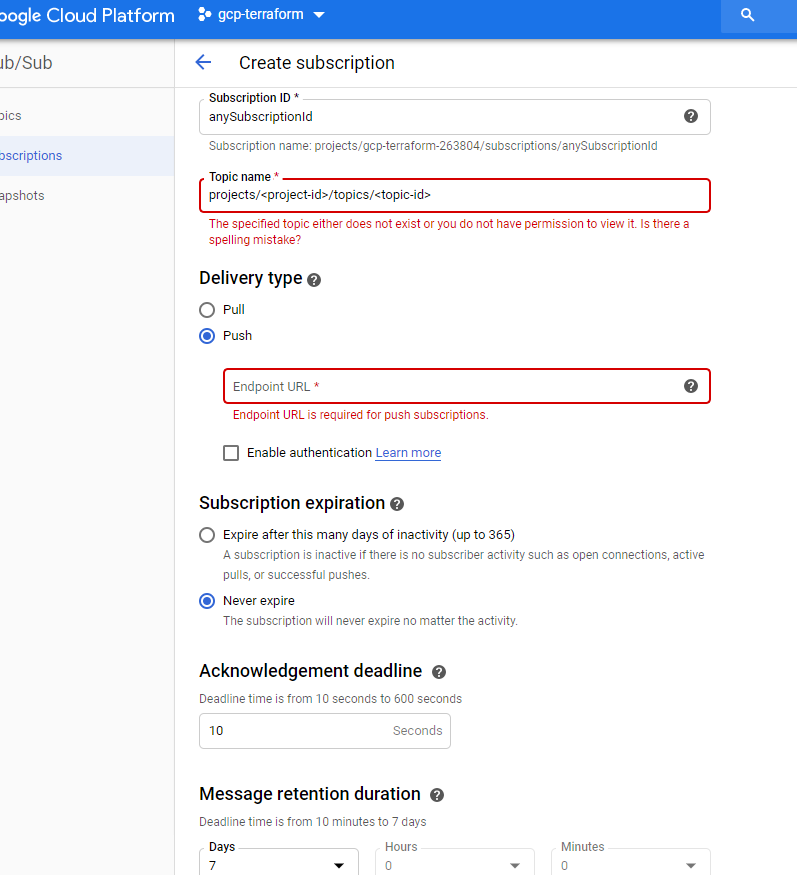 oogle Cloud Platform gcp-terraform
ub/Sub
Create subscription
pics
bscriptions
apshots
Subscription ID *
anySubscriptionId
Subscription name: projects/gcp-terraform-263804/subscriptions/anySubscriptionId
Topic name *
projects/<project-id>/topics/<topic-id>
The specified topic either does not exist or you do not have permission to view it. Is there a
spelling mistake?
Delivery type
Pull
Push
Endpoint URL *
Endpoint URL is required for push subscriptions.
Enable authentication Learn more
Subscription expiration
Expire after this many days of inactivity (up to 365)
A subscription is inactive if there is no subscriber activity such as open connections, active
pulls, or successful pushes.
Never expire
The subscription will never expire no matter the activity.
Acknowledgement deadline
Deadline time is from 10 seconds to 600 seconds
10 Seconds
Message retention duration
Deadline time is from 10 minutes to 7 days
Days Hours Minutes
7 0 0